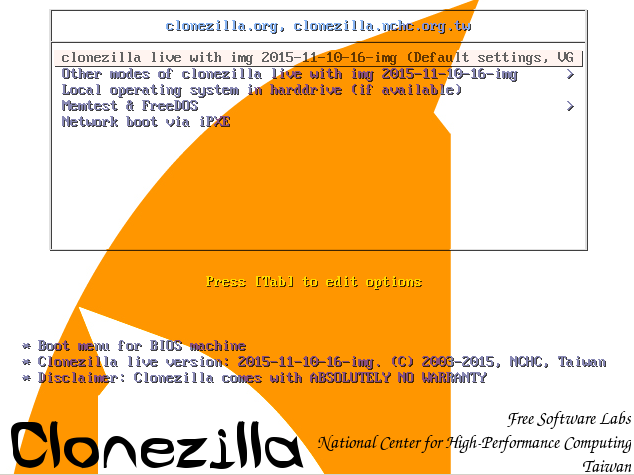 clonezilla.org, clonezilla.nchc.org.tw
clonezilla live with img 2015-11-10-16-img (Default settings, VG
Other modes of clonezilla live with img 2015-11-10-16-img >
Local operating system in harddrive (if available)
Memtest & FreeDOS >
Network boot via iPXE
Press [Tab] to edit options
* Boot menu for BIOS machine
* Clonezilla live version: 2015-11-10-16-img. (C) 2003-2015, NCHC, Taiwan
* Disclaimer: Clonezilla comes with ABSOLUTELY NO WARRANTY
Clonezilla
Free Software Labs
National Center for High-Performance Computing
Taiwan